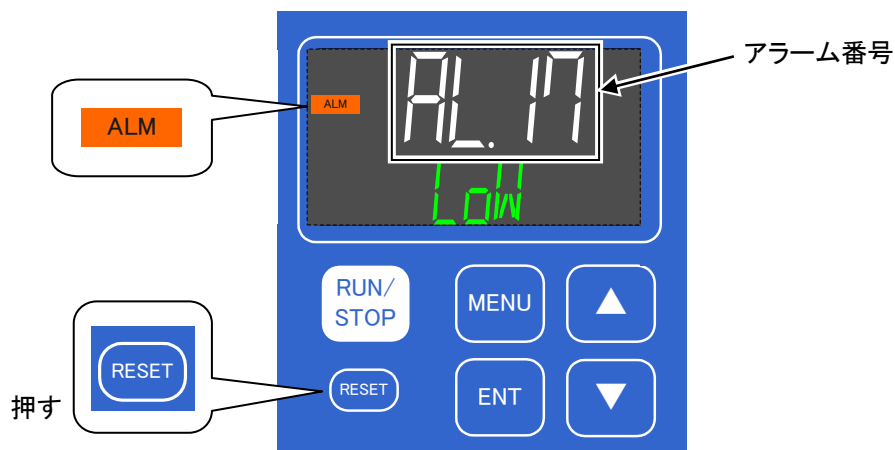 アラーム番号
ALM
ALM
AL.17
LoW
RUN/
STOP
MENU
RESET
押す
RESET
ENT